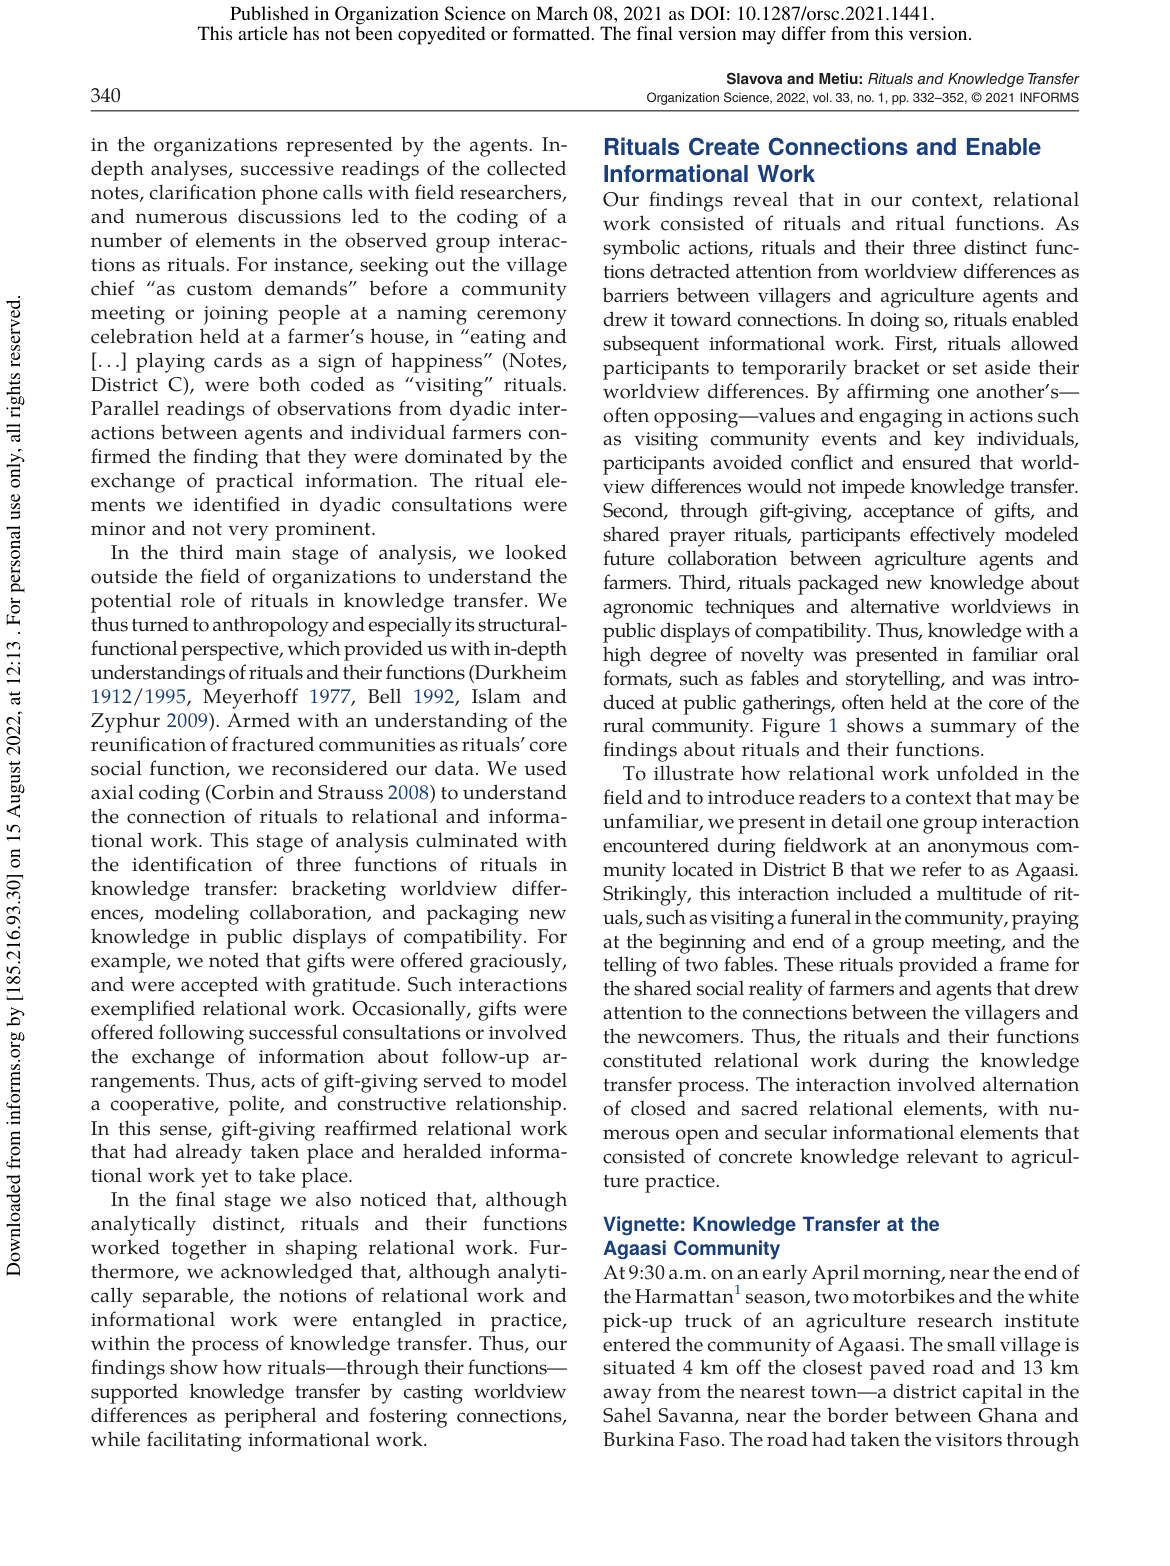 Published in Organization Science on March 08, 2021 as DOI: 10.1287/orsc.2021.1441.
This article has not been copyedited or formatted. The final version may differ from this version.
340
Slavova and Metiu: Rituals and Knowledge Transfer
Organization Science, 2022, vol. 33, no. 1, pp. 332–352, © 2021 INFORMS
in the organizations represented by the agents. In-
depth analyses, successive readings of the collected
notes, clarification phone calls with field researchers,
and numerous discussions led to the coding of a
number of elements in the observed group interac-
tions as rituals. For instance, seeking out the village
chief “as custom demands” before a community
meeting or joining people at a naming ceremony
celebration held at a farmer’s house, in “eating and
[...] playing cards as a sign of happiness” (Notes,
District C), were both coded as “visiting” rituals.
Parallel readings of observations from dyadic inter-
actions between agents and individual farmers con-
firmed the finding that they were dominated by the
exchange of practical information. The ritual ele-
ments we identified in dyadic consultations were
minor and not very prominent.
In the third main stage of analysis, we looked
outside the field of organizations to understand the
potential role of rituals in knowledge transfer. We
thus turned to anthropology and especially its structural-
functional perspective, which provided us with in-depth
understandings of rituals and their functions (Durkheim
1912/1995, Meyerhoff 1977, Bell 1992, Islam and
Zyphur 2009). Armed with an understanding of the
reunification of fractured communities as rituals’ core
social function, we reconsidered our data. We used
axial coding (Corbin and Strauss 2008) to understand
the connection of rituals to relational and informa-
tional work. This stage of analysis culminated with
the identification of three functions of rituals in
knowledge transfer: bracketing worldview differ-
ences, modeling collaboration, and packaging new
knowledge in public displays of compatibility. For
example, we noted that gifts were offered graciously,
and were accepted with gratitude. Such interactions
exemplified relational work. Occasionally, gifts were
offered following successful consultations or involved
the exchange of information about follow-up ar-
rangements. Thus, acts of gift-giving served to model
a cooperative, polite, and constructive relationship.
In this sense, gift-giving reaffirmed relational work
that had already taken place and heralded informa-
tional work yet to take place.
In the final stage we also noticed that, although
analytically distinct, rituals and their functions
worked together in shaping relational work. Fur-
thermore, we acknowledged that, although analyti-
cally separable, the notions of relational work and
informational work were entangled in practice,
within the process of knowledge transfer. Thus, our
findings show how rituals—through their functions—
supported knowledge transfer by casting worldview
differences as peripheral and fostering connections,
while facilitating informational work.
Rituals Create Connections and Enable
Informational Work
Our findings reveal that in our context, relational
work consisted of rituals and ritual functions. As
symbolic actions, rituals and their three distinct func-
tions detracted attention from worldview differences as
barriers between villagers and agriculture agents and
drew it toward connections. In doing so, rituals enabled
subsequent informational work. First, rituals allowed
participants to temporarily bracket or set aside their
worldview differences. By affirming one another’s—
often opposing—values and engaging in actions such
as visiting community events and key individuals,
participants avoided conflict and ensured that world-
view differences would not impede knowledge transfer.
Second, through gift-giving, acceptance of gifts, and
shared prayer rituals, participants effectively modeled
future collaboration between agriculture agents and
farmers. Third, rituals packaged new knowledge about
agronomic techniques and alternative worldviews in
public displays of compatibility. Thus, knowledge with a
high degree of novelty was presented in familiar oral
formats, such as fables and storytelling, and was intro-
duced at public gatherings, often held at the core of the
rural community. Figure 1 shows a summary of the
findings about rituals and their functions.
To illustrate how relational work unfolded in the
field and to introduce readers to a context that may be
unfamiliar, we present in detail one group interaction
encountered during fieldwork at an anonymous com-
munity located in District B that we refer to as Agaasi.
Strikingly, this interaction included a multitude of rit-
uals, such as visiting a funeral in the community, praying
at the beginning and end of a group meeting, and the
telling of two fables. These rituals provided a frame for
the shared social reality of farmers and agents that drew
attention to the connections between the villagers and
the newcomers. Thus, the rituals and their functions
constituted relational work during the knowledge
transfer process. The interaction involved alternation
of closed and sacred relational elements, with nu-
merous open and secular informational elements that
consisted of concrete knowledge relevant to agricul-
ture practice.
Vignette: Knowledge Transfer at the
Agaasi Community
At 9:30 a.m. on an early April morning, near the end of
the Harmattan1 season, two motorbikes and the white
pick-up truck of an agriculture research institute
entered the community of Agaasi. The small village is
situated 4 km off the closest paved road and 13 km
away from the nearest town—a district capital in the
Sahel Savanna, near the border between Ghana and
Burkina Faso. The road had taken the visitors through
Downloaded from informs.org by [185.216.93.30] on 15 August 2022, at 12:13 . For personal use only, all rights reserved.